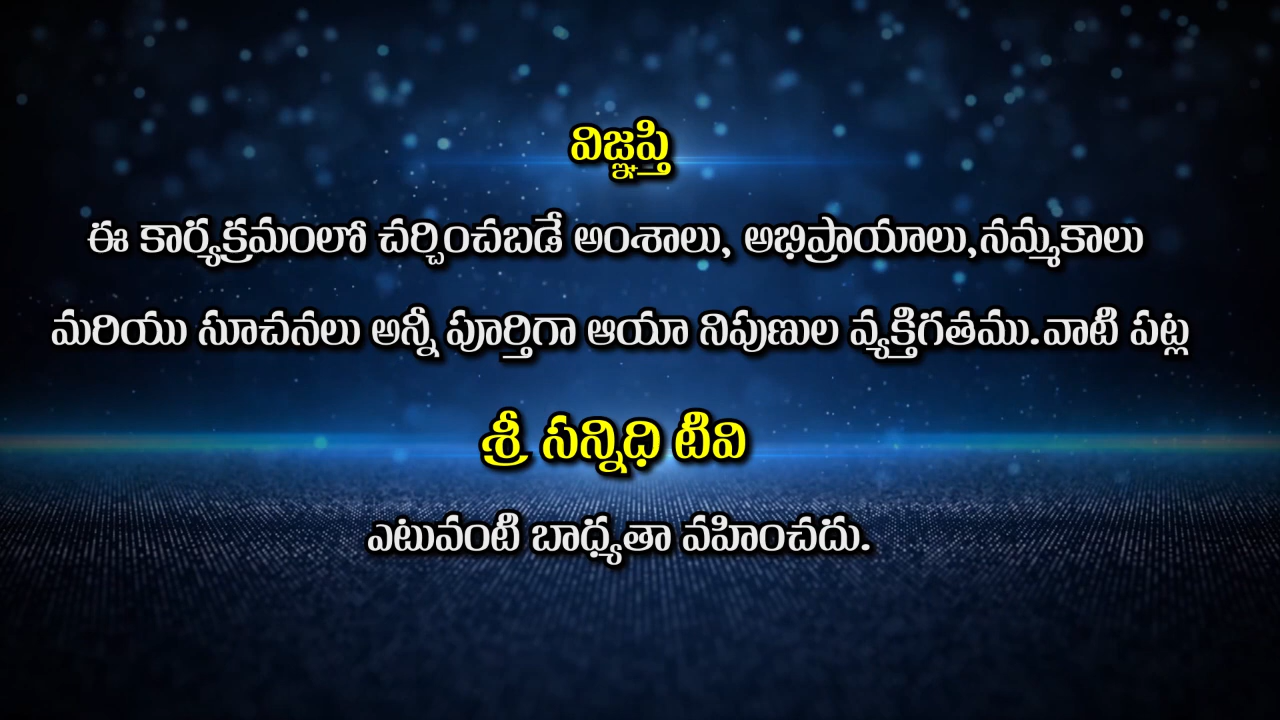 విజ్ఞప్తి
ఈ కార్యక్రమంలో చర్చించబడే అంశాలు, అభిప్రాయాలు,నమ్మకాలు
మరియు సూచనలు అన్నీ పూర్తిగా ఆయా నిపుణుల వ్యక్తిగతము.వాటి పట్ల
శ్రీ సన్నిధి టివి
ఎటువంటి బాధ్యతా వహించదు.